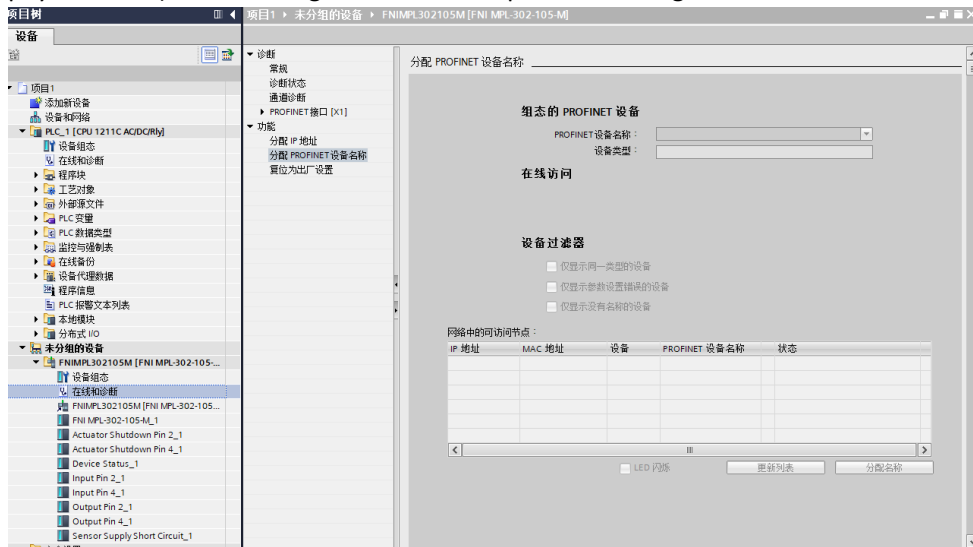 项目树
项目1 › 未分组的设备 › FNIMPL302105M [FNI MPL-302-105-M]
设备
项目1
添加新设备
设备和网络
PLC_1 [CPU 1211C AC/DC/Rly]
设备组态
在线和诊断
程序块
工艺对象
外部源文件
PLC 变量
PLC 数据类型
监控与强制表
在线备份
设备代理数据
程序信息
PLC 报警文本列表
本地模块
分布式 I/O
未分组的设备
FNIMPL302105M [FNI MPL-302-105-...
设备组态
在线和诊断
FNIMPL302105M [FNI MPL-302-105...
FNI MPL-302-105-M_1
Actuator Shutdown Pin 2_1
Actuator Shutdown Pin 4_1
Device Status_1
Input Pin 2_1
Input Pin 4_1
Output Pin 2_1
Output Pin 4_1
Sensor Supply Short Circuit_1
诊断
常规
诊断状态
通道诊断
PROFINET 接口 [X1]
功能
分配 IP 地址
分配 PROFINET 设备名称
复位为出厂设置
分配 PROFINET 设备名称
组态的 PROFINET 设备
PROFINET 设备名称：
设备类型：
在线访问
设备过滤器
仅显示同一类型的设备
仅显示参数设置错误的设备
仅显示没有名称的设备
网络中的可访问节点：
IP 地址 MAC 地址 设备 PROFINET 设备名称 状态
LED 闪烁 更新列表 分配名称